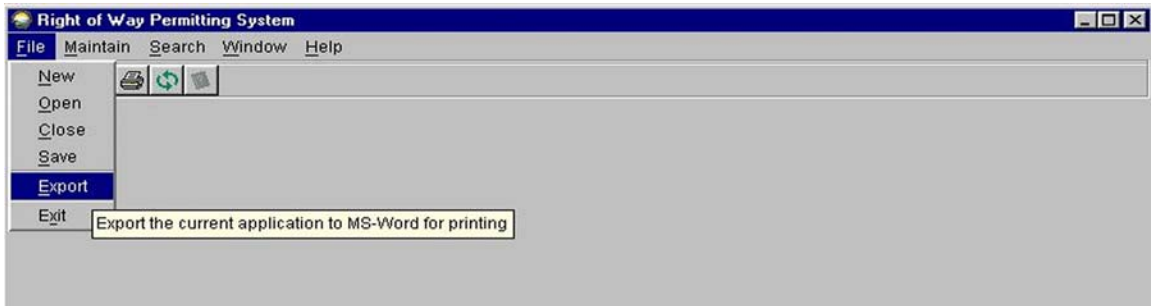 Right of Way Permitting System
File Maintain Search Window Help
New
Open
Close
Save
Export
Exit
Export the current application to MS-Word for printing